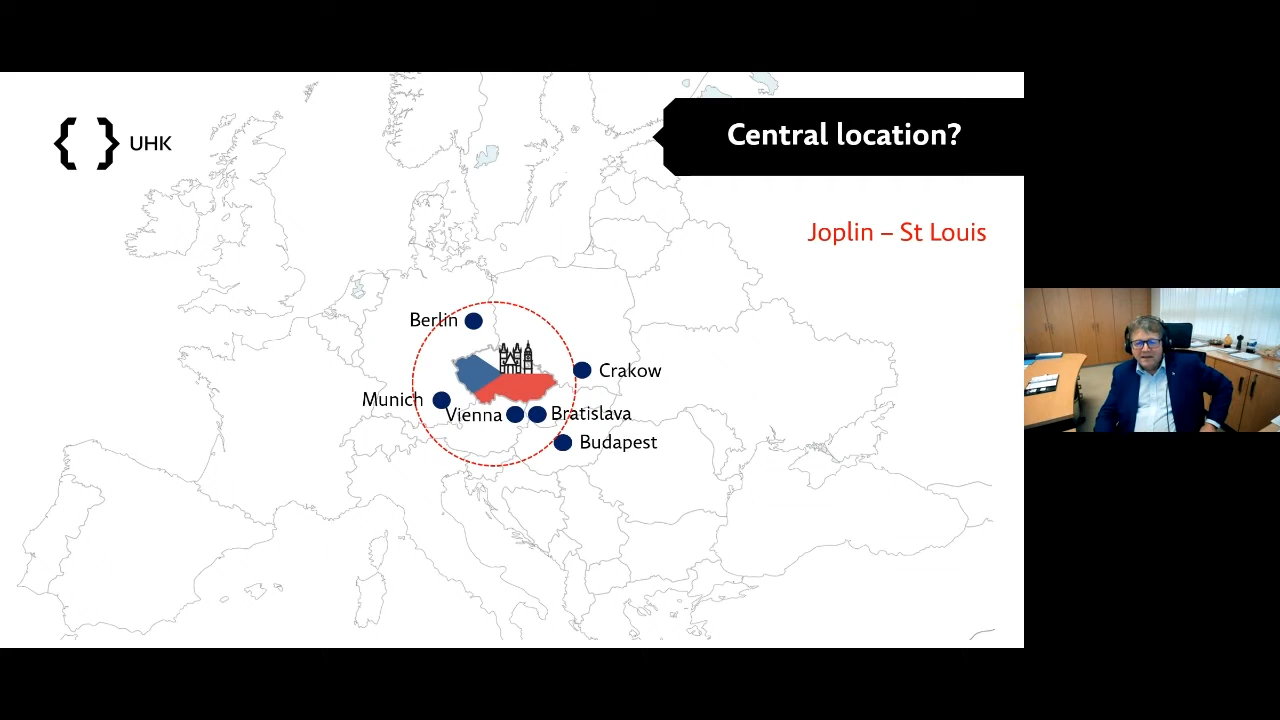 UHK
Central location?
Joplin – St Louis
Berlin
Crakow
Munich
Vienna
Bratislava
Budapest